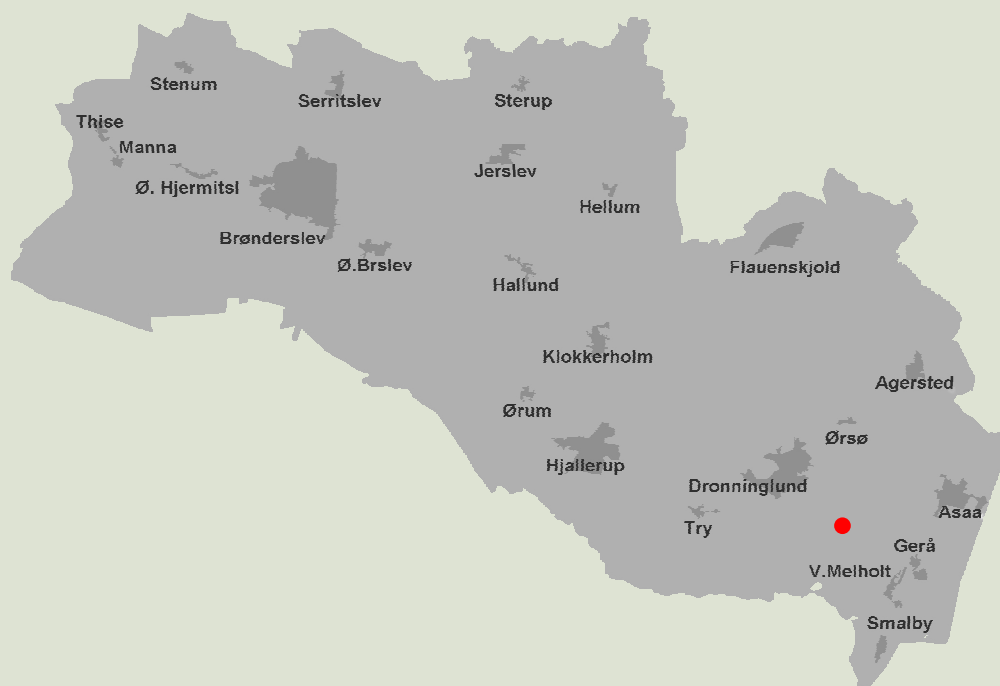 Stenum
Serritslev
Sterup
Thise
Manna
Jerslev
Ø. Hjermitsl
Hellum
Brønderslev
Ø.Brslev
Flauenskjold
Hallund
Klokkerholm
Agersted
Ørum
Ørsø
Hjallerup
Dronninglund
Asaa
Try
Gerå
V.Melholt
Smalby